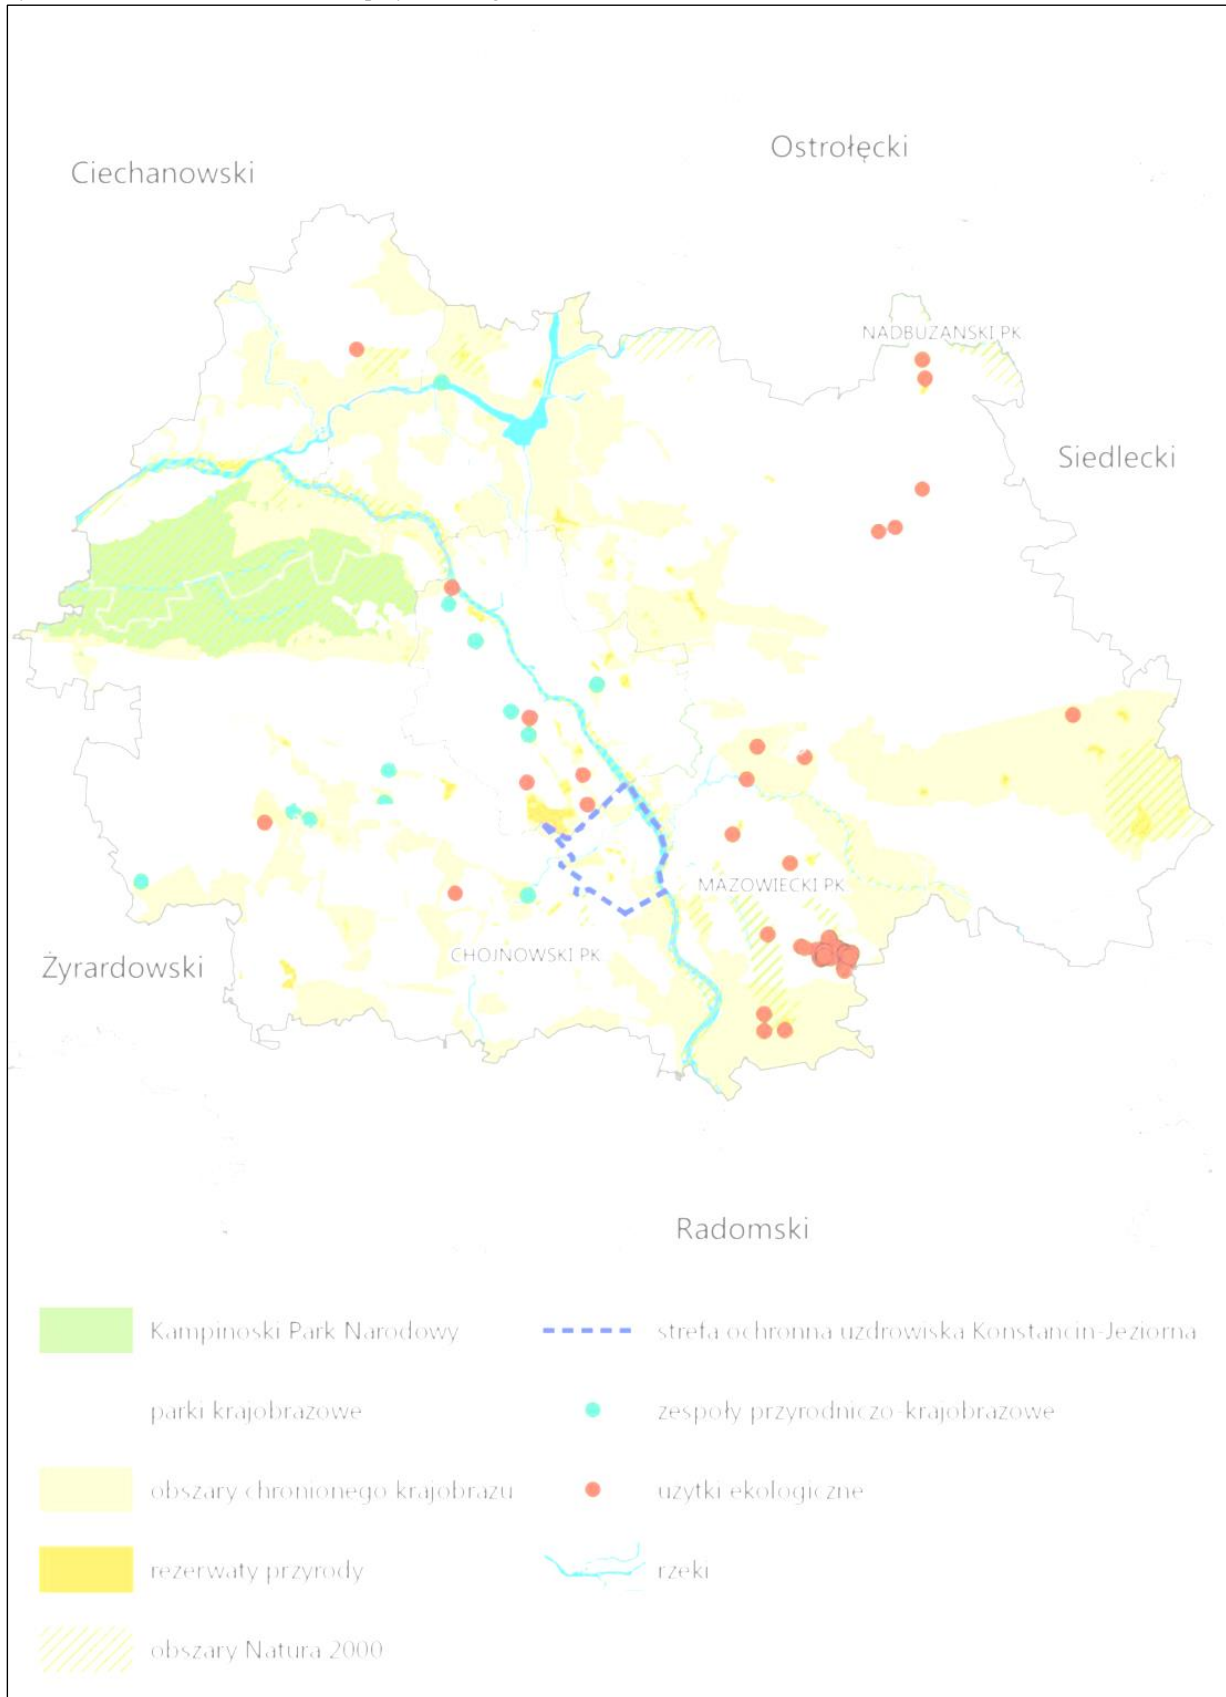 Ostrołęcki
Ciechanowski
NADBUŻAŃSKI PK
Siedlecki
MAZOWIECKI PK
CHOJNOWSKI PK
Żyrardowski
Radomski
Kampinoski Park Narodowy
strefa ochronna uzdrowiska Konstancin-Jeziorna
parki krajobrazowe
zespoły przyrodniczo-krajobrazowe
obszary chronionego krajobrazu
użytki ekologiczne
rezerwaty przyrody
rzeki
obszary Natura 2000